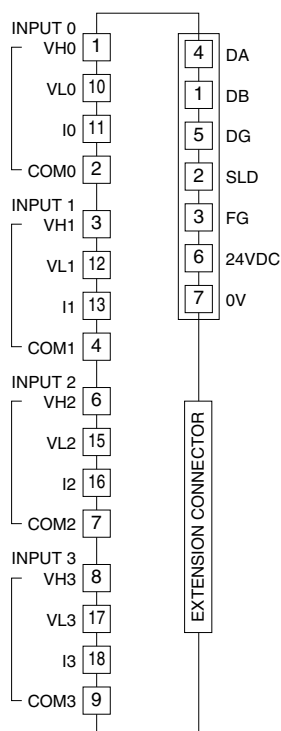 INPUT 0
VH0 1
VL0 10
I0 11
COM0 2
INPUT 1
VH1 3
VL1 12
I1 13
COM1 4
INPUT 2
VH2 6
VL2 15
I2 16
COM2 7
INPUT 3
VH3 8
VL3 17
I3 18
COM3 9
4 DA
1 DB
5 DG
2 SLD
3 FG
6 24VDC
7 0V
EXTENSION CONNECTOR